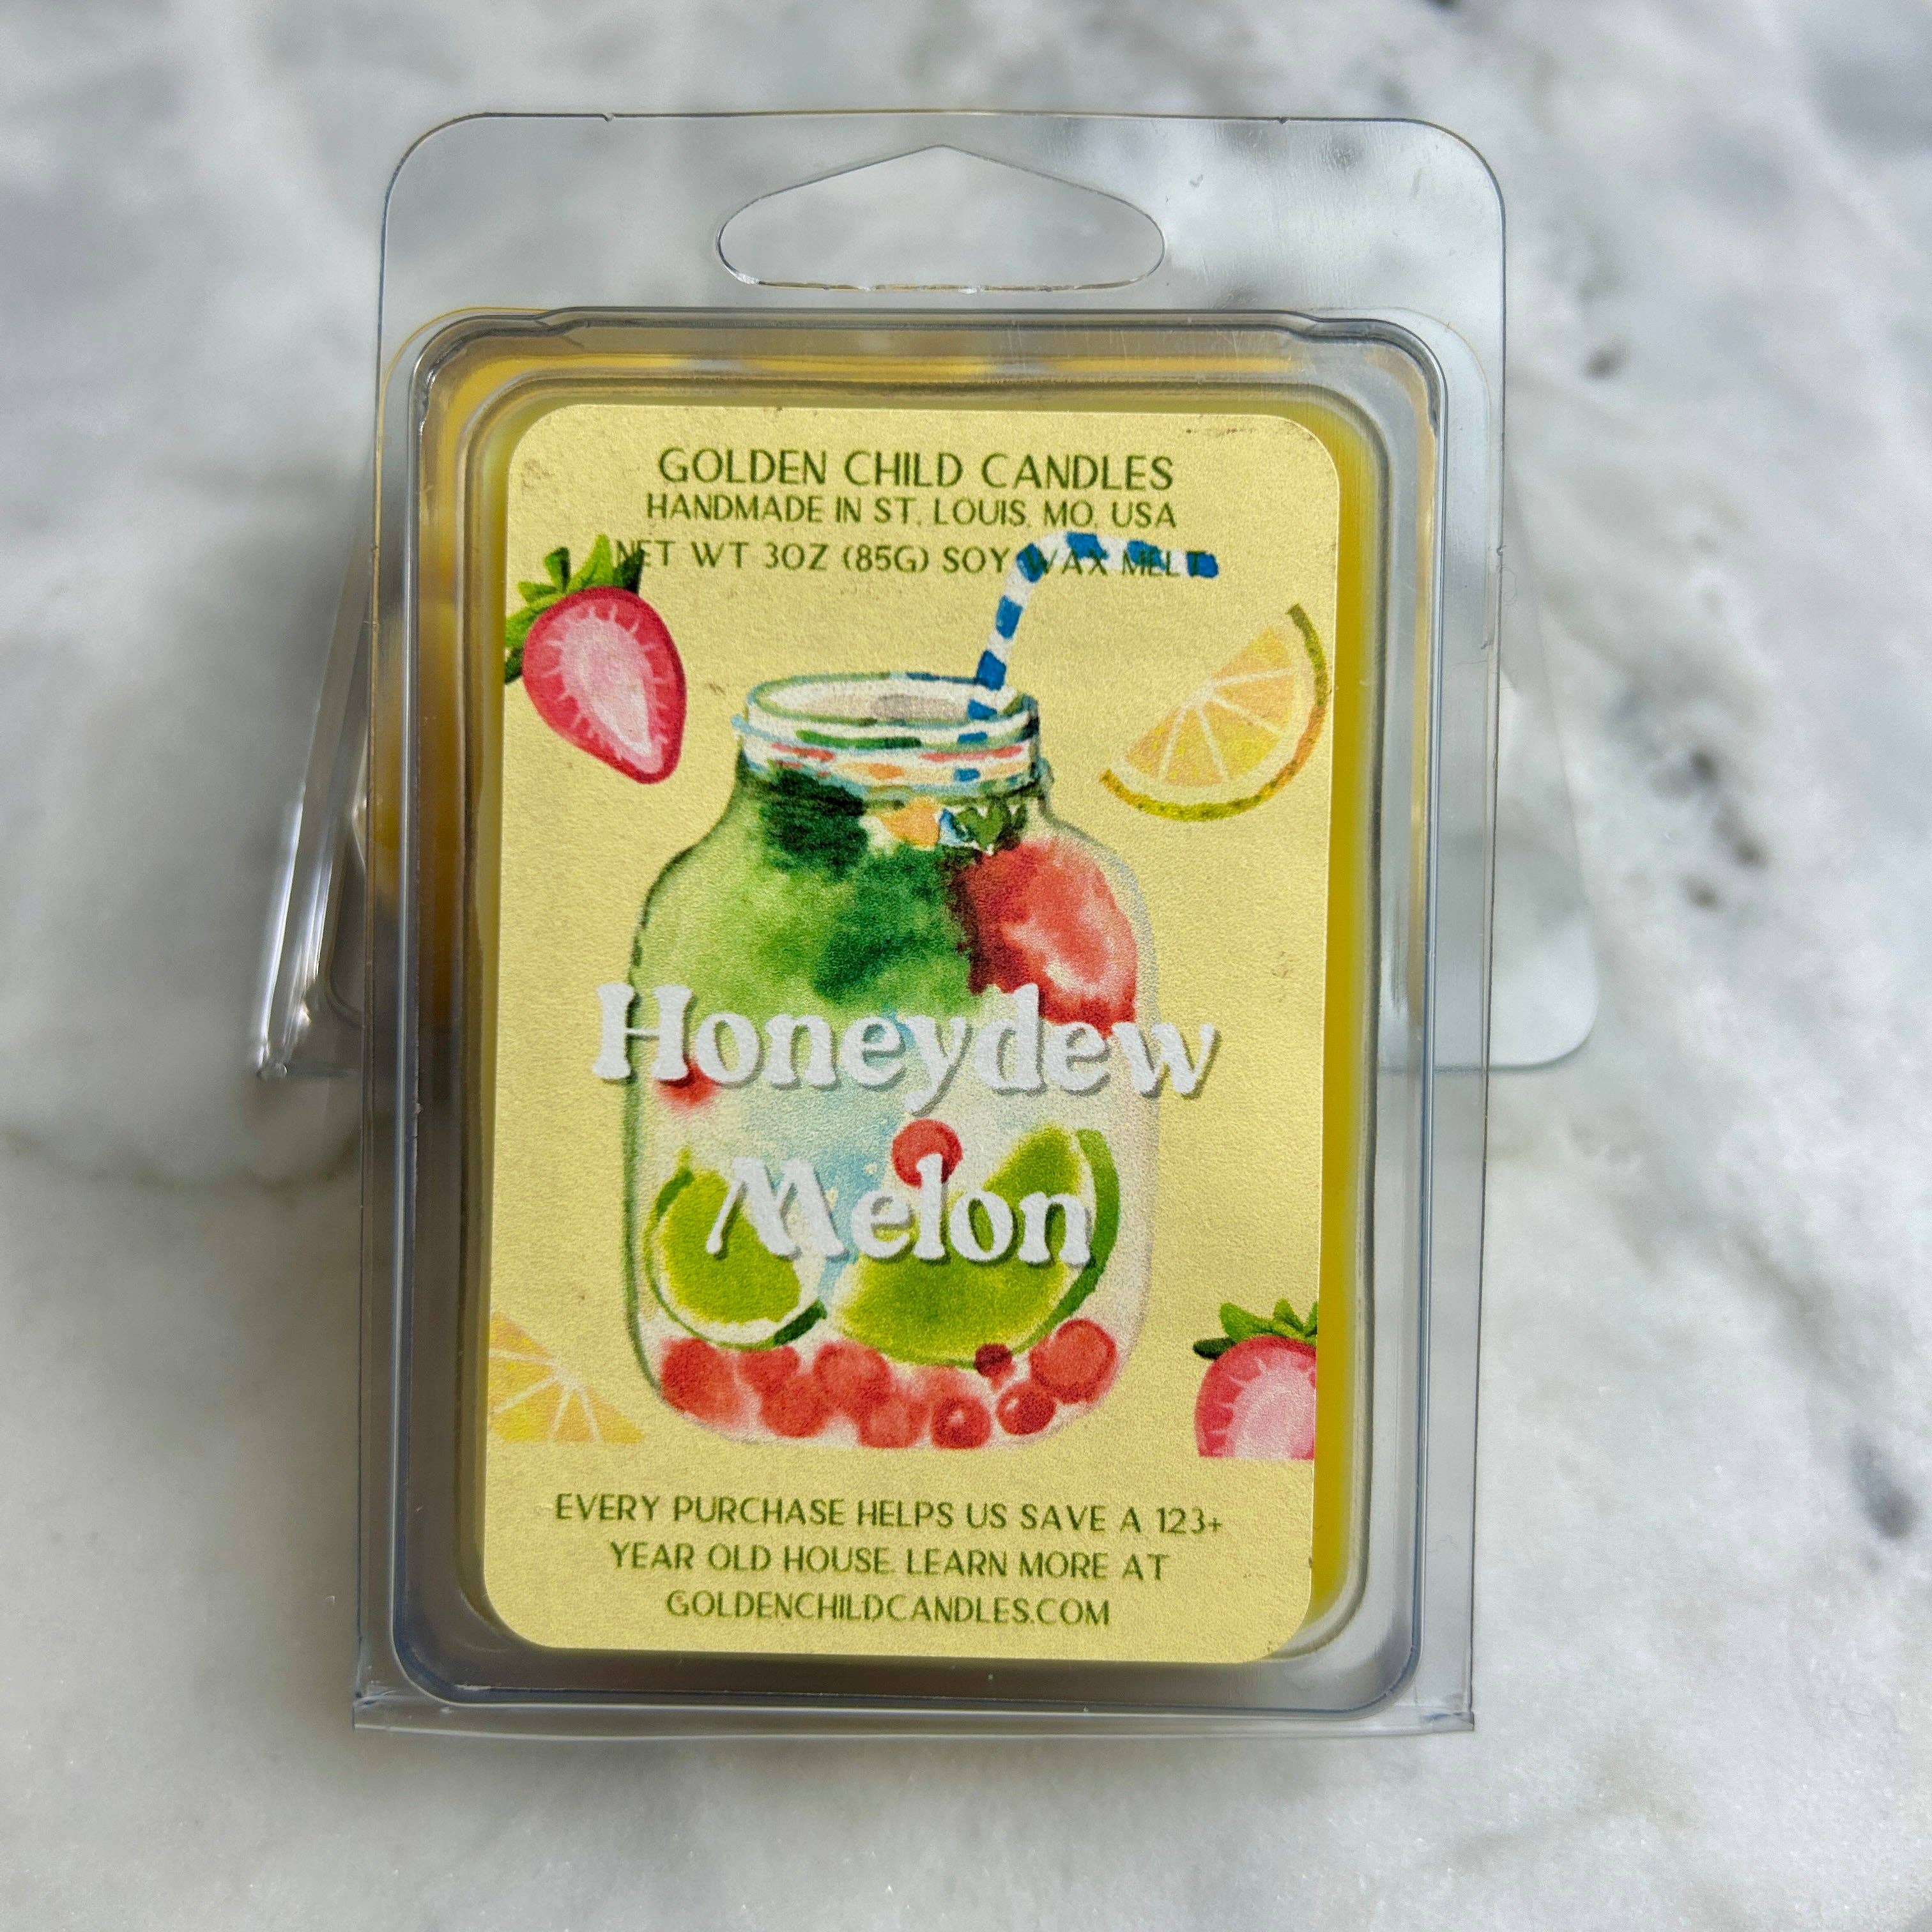 GOLDEN CHILD CANDLES
HANDMADE IN ST. LOUIS, MO, USA
NET WT 3OZ (85G) SOY WAX MELT
Honeydew
Melon
EVERY PURCHASE HELPS US SAVE A 123+
YEAR OLD HOUSE. LEARN MORE AT
GOLDENCHILDCANDLES.COM